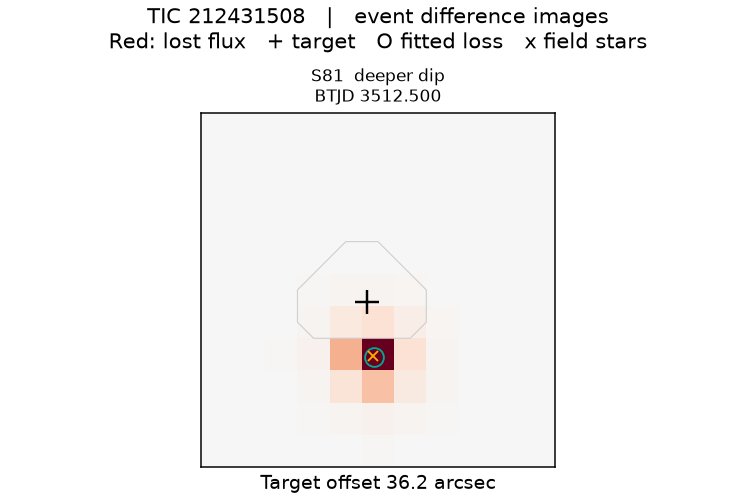 TIC 212431508   |   event difference images
Red: lost flux   + target   O fitted loss   x field stars
S81  deeper dip
BTJD 3512.500
Target offset 36.2 arcsec